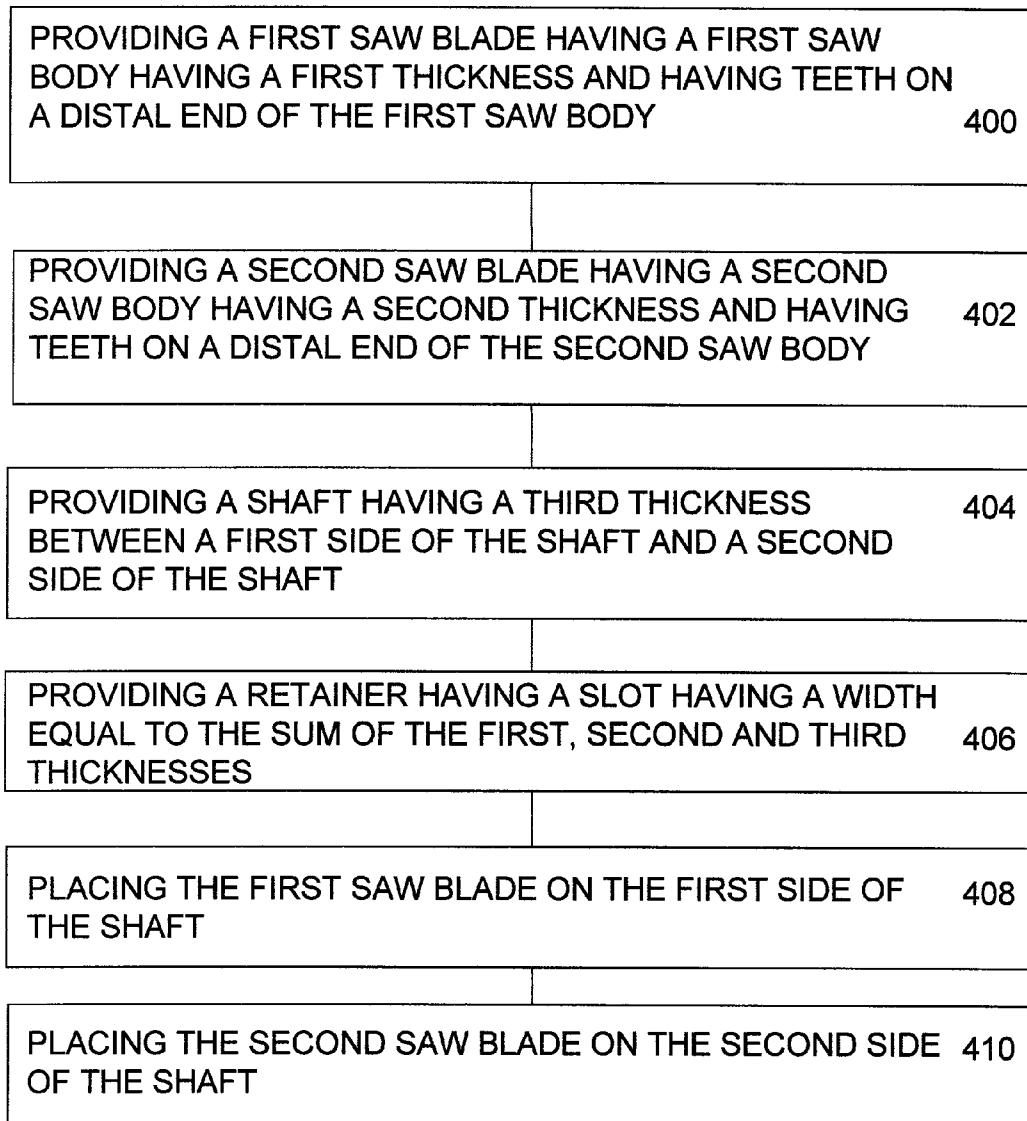 PROVIDING A FIRST SAW BLADE HAVING A FIRST SAW
BODY HAVING A FIRST THICKNESS AND HAVING TEETH ON
A DISTAL END OF THE FIRST SAW BODY 400
PROVIDING A SECOND SAW BLADE HAVING A SECOND
SAW BODY HAVING A SECOND THICKNESS AND HAVING 402
TEETH ON A DISTAL END OF THE SECOND SAW BODY
PROVIDING A SHAFT HAVING A THIRD THICKNESS 404
BETWEEN A FIRST SIDE OF THE SHAFT AND A SECOND
SIDE OF THE SHAFT
PROVIDING A RETAINER HAVING A SLOT HAVING A WIDTH
EQUAL TO THE SUM OF THE FIRST, SECOND AND THIRD 406
THICKNESSES
PLACING THE FIRST SAW BLADE ON THE FIRST SIDE OF 408
THE SHAFT
PLACING THE SECOND SAW BLADE ON THE SECOND SIDE 410
OF THE SHAFT